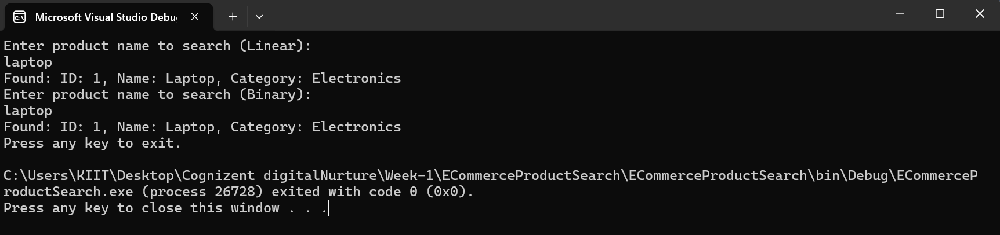 Microsoft Visual Studio Debu
Enter product name to search (Linear):
laptop
Found: ID: 1, Name: Laptop, Category: Electronics
Enter product name to search (Binary):
laptop
Found: ID: 1, Name: Laptop, Category: Electronics
Press any key to exit.
C:\Users\KIIT\Desktop\Cognizent digitalNurture\Week-1\ECommerceProductSearch\ECommerceProductSearch\bin\Debug\ECommerceP
roductSearch.exe (process 26728) exited with code 0 (0x0).
Press any key to close this window . . .